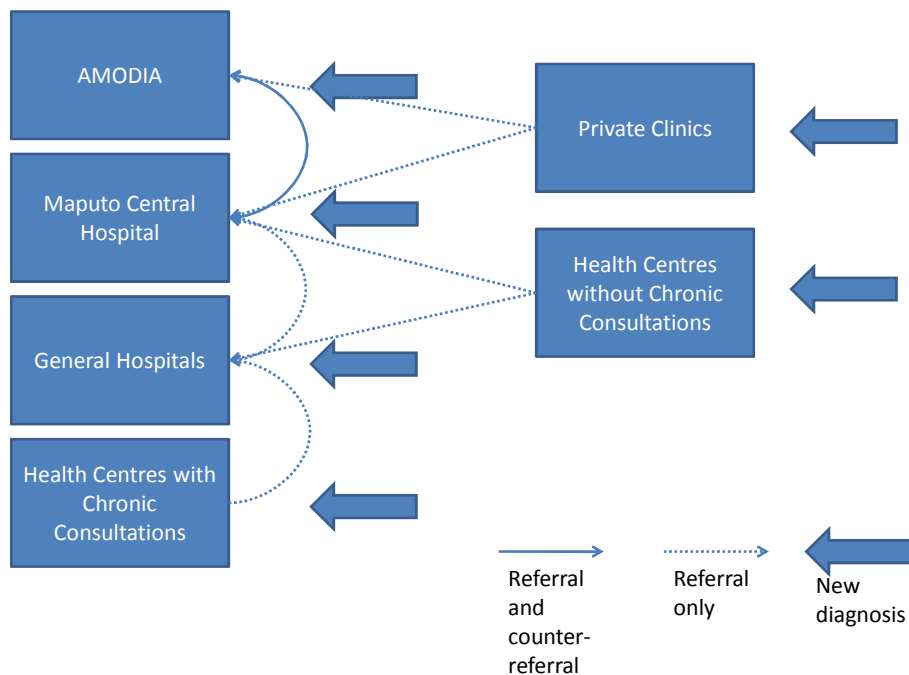 AMODIA
Private Clinics
Maputo Central
Hospital
Health Centres
without Chronic
Consultations
General Hospitals
Health Centres with
Chronic
Consultations
Referral
and
counter-
referral
Referral
only
New
diagnosis